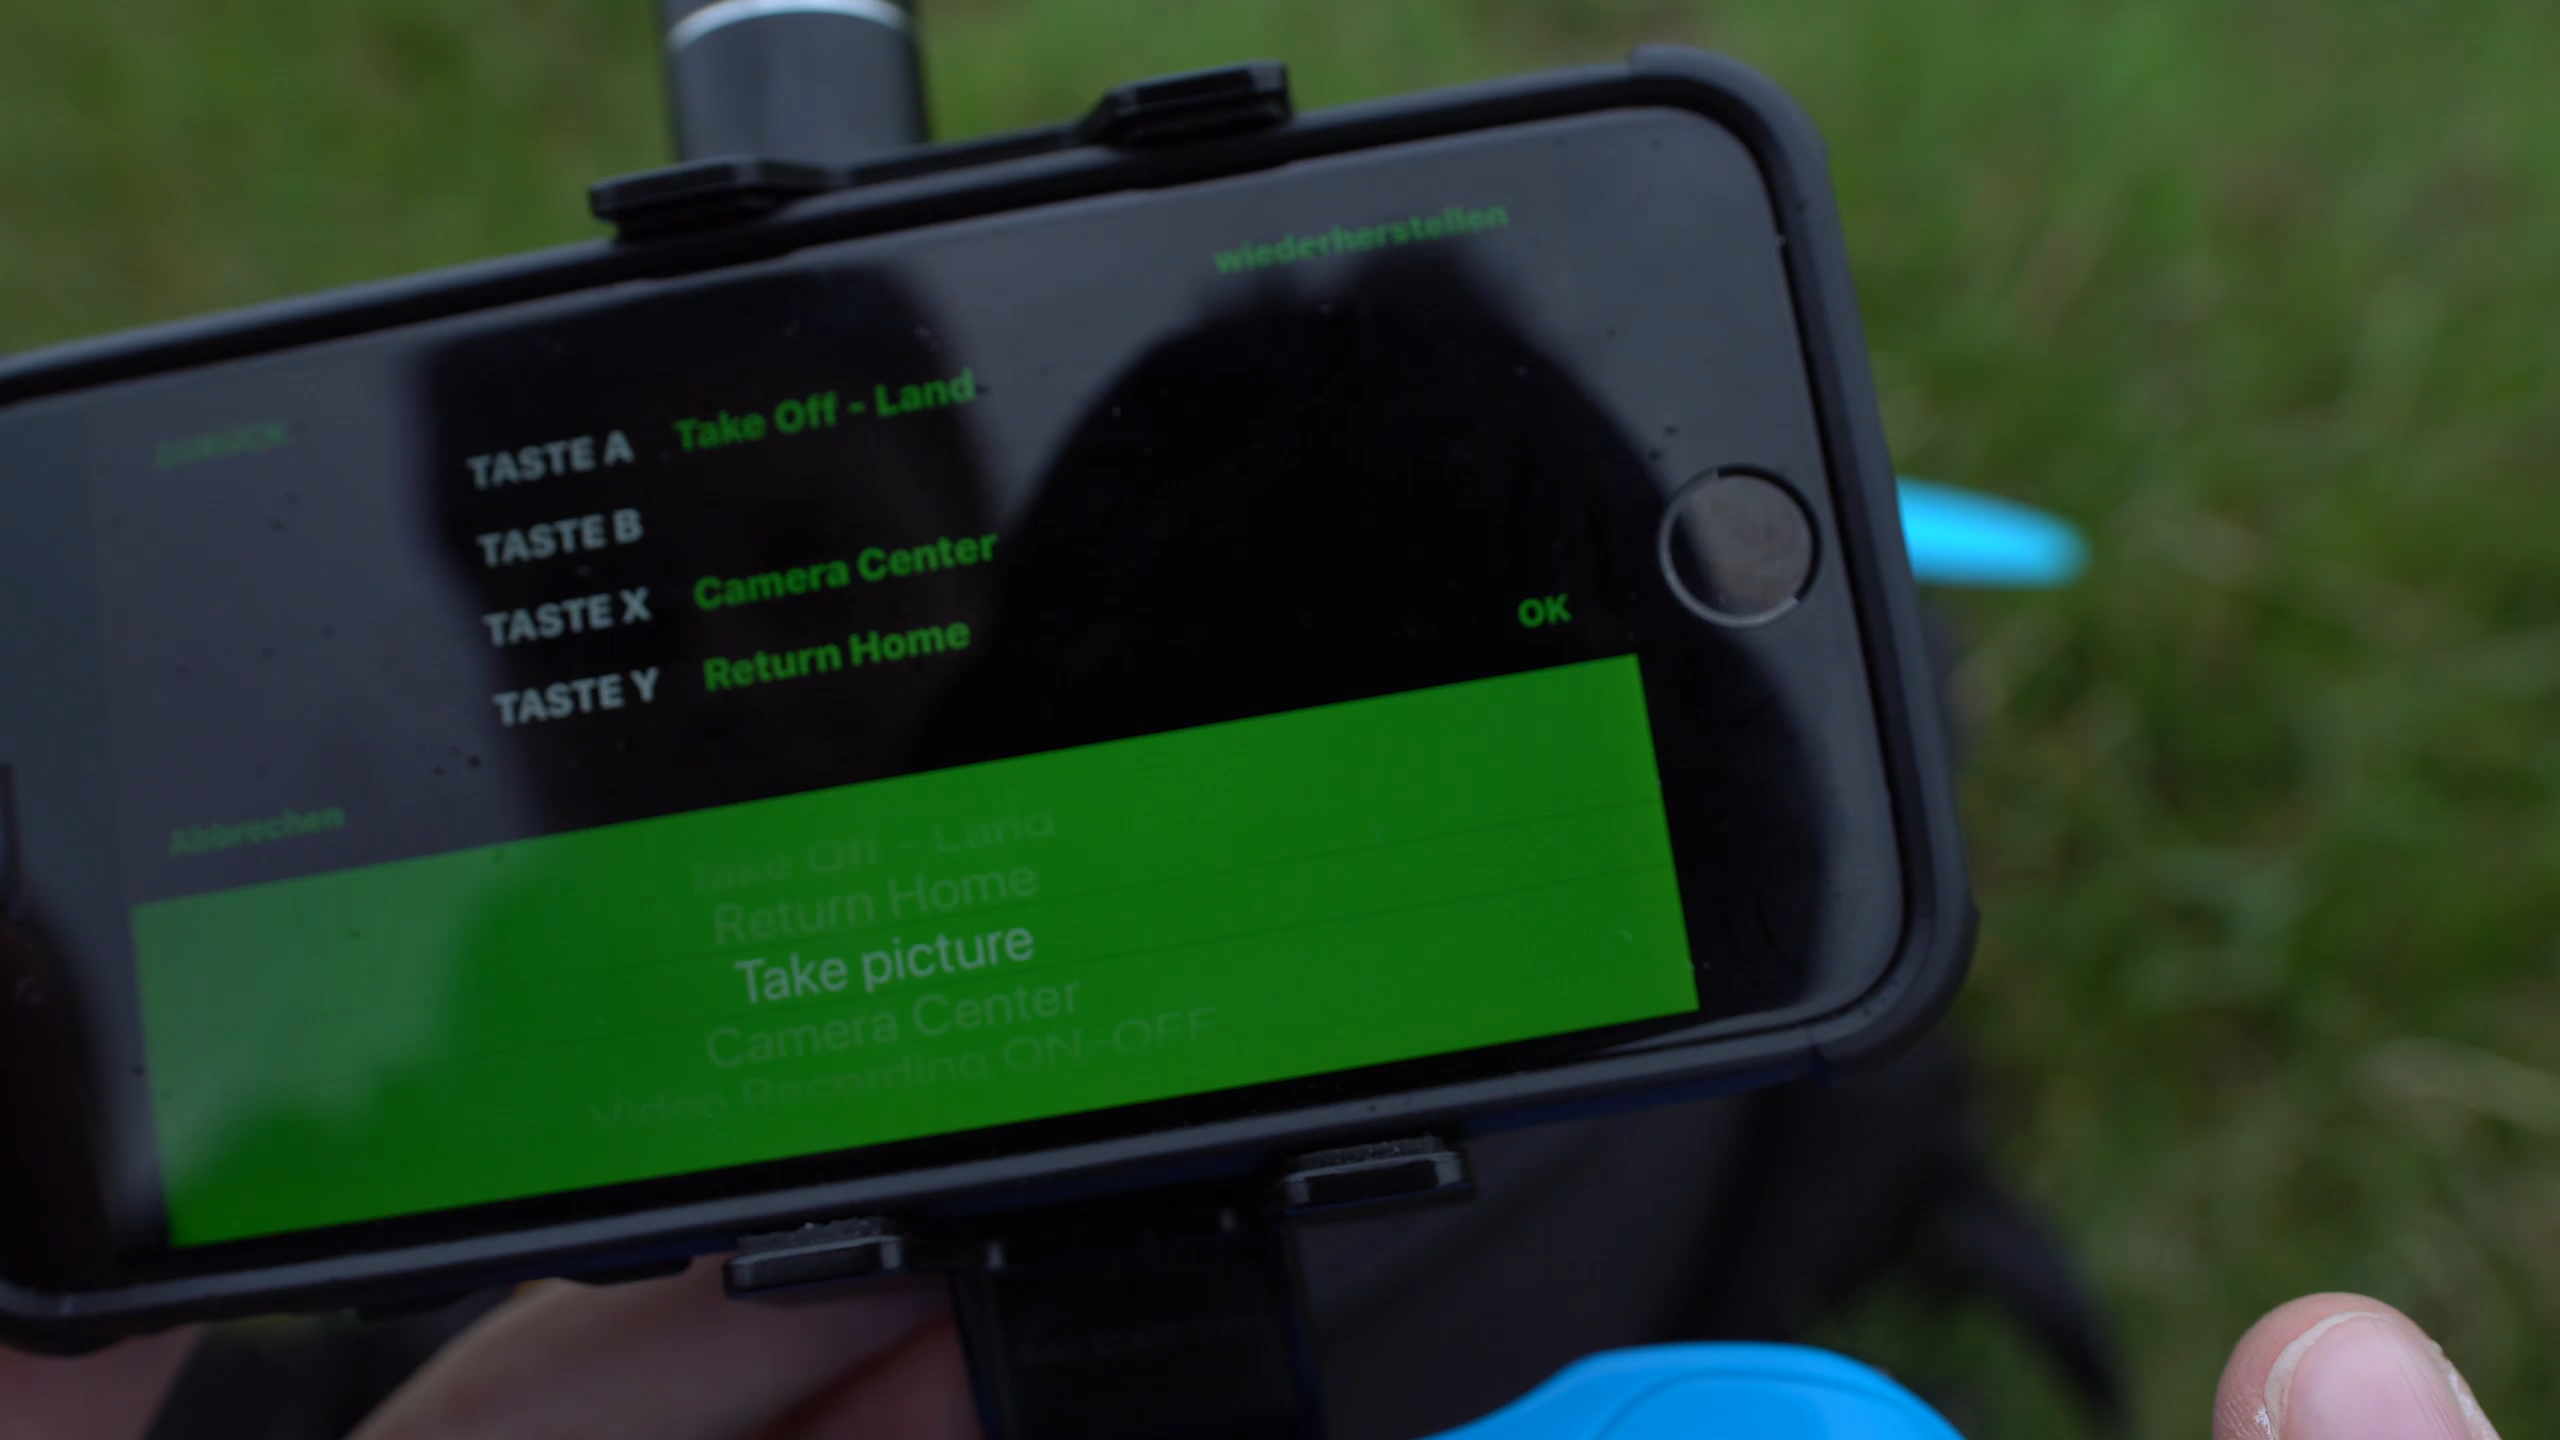 wiederherstellen
ZURÜCK
TASTE A Take Off - Land
TASTE B
TASTE X Camera Center
TASTE Y Return Home
Abbrechen OK
Take Off - Land
Return Home
Take picture
Camera Center
Video Recording ON-OFF